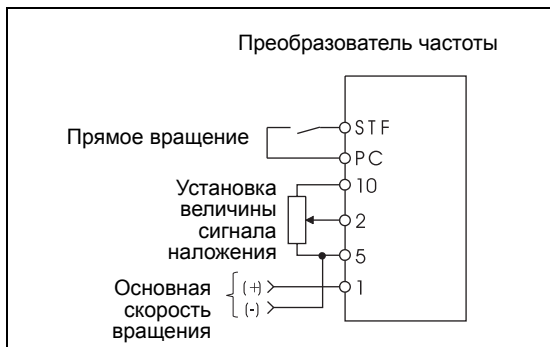 Преобразователь частоты
STF
Прямое вращение
PC
10
Установка
величины
сигнала
наложения
2
5
Основная
скорость
вращения
(+)
(-)
1